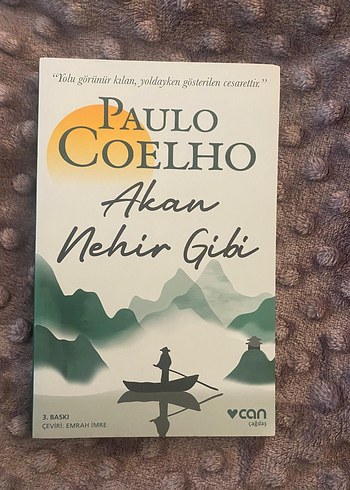 “Yolu görünür kılan, yoldayken gösterilen cesarettir.”
PAULO
COELHO
Akan
Nehir Gibi
3. BASKI
ÇEVİRİ: EMRAH İMRE
can
çağdaş